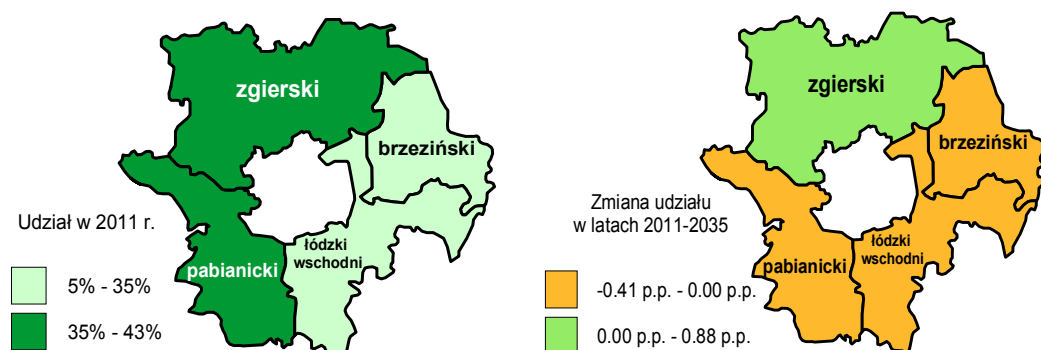 zgierski
brzeziński
Udział w 2011 r.
łódzki
wschodni
pabianicki
5% - 35%
35% - 43%
zgierski
brzeziński
Zmiana udziału
w latach 2011-2035
łódzki
wschodni
pabianicki
-0.41 p.p. - 0.00 p.p.
0.00 p.p. - 0.88 p.p.